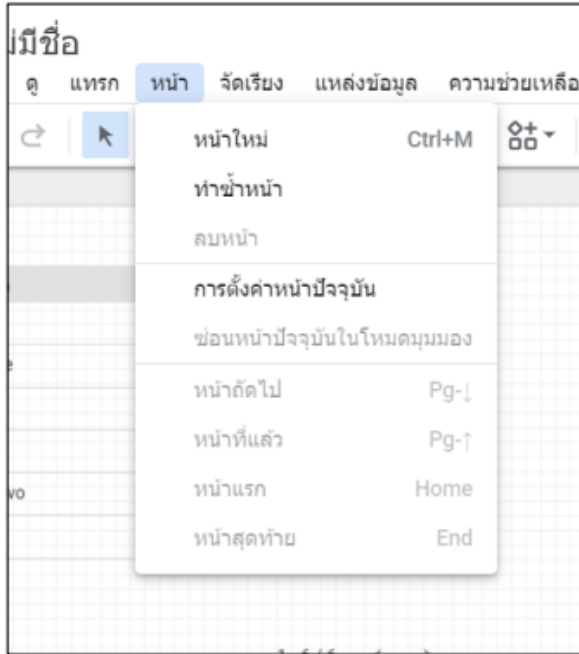 ไม่มีชื่อ
ดู แทรก หน้า จัดเรียง แหล่งข้อมูล ความช่วยเหลือ
หน้าใหม่ Ctrl+M
ทำซ้ำหน้า
ลบหน้า
การตั้งค่าหน้าปัจจุบัน
ซ่อนหน้าปัจจุบันในโหมดมุมมอง
หน้าถัดไป Pg-↓
หน้าที่แล้ว Pg-↑
หน้าแรก Home
หน้าสุดท้าย End